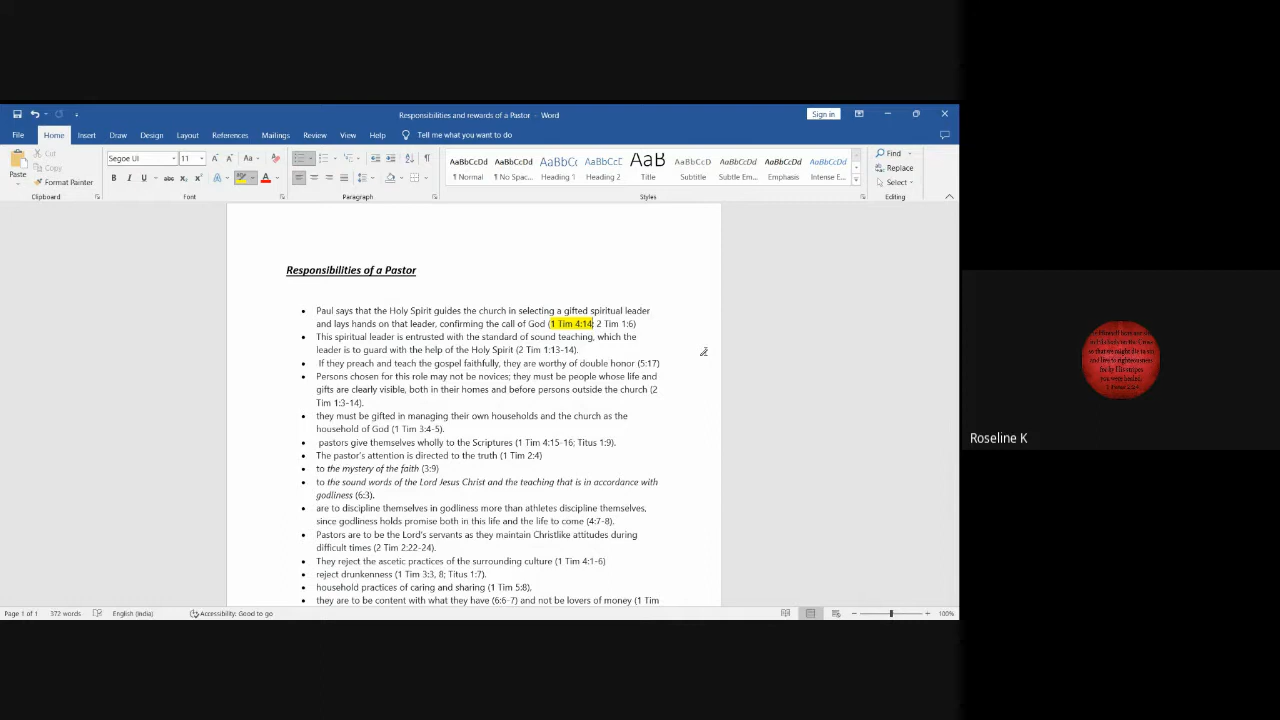 Responsibilities and rewards of a Pastor - Word
Sign in
File Home Insert Draw Design Layout References Mailings Review View Help Tell me what you want to do
Paste
Cut
Copy
Format Painter
Clipboard
Segoe UI 11
Font
Paragraph
AaBbCcDd AaBbCcDd AaBbCc AaBbCcC AaB AaBbCcDd AaBbCcDd AaBbCcDd AaBbCcDd
1 Normal 1 No Spac... Heading 1 Heading 2 Title Subtitle Subtle Em... Emphasis Intense E...
Styles
Find
Replace
Select
Editing
Responsibilities of a Pastor
• Paul says that the Holy Spirit guides the church in selecting a gifted spiritual leader
and lays hands on that leader, confirming the call of God (1 Tim 4:14; 2 Tim 1:6)
• This spiritual leader is entrusted with the standard of sound teaching, which the
leader is to guard with the help of the Holy Spirit (2 Tim 1:13-14).
• If they preach and teach the gospel faithfully, they are worthy of double honor (5:17)
• Persons chosen for this role may not be novices; they must be people whose life and
gifts are clearly visible, both in their homes and before persons outside the church (2
Tim 1:3-14).
• they must be gifted in managing their own households and the church as the
household of God (1 Tim 3:4-5).
• pastors give themselves wholly to the Scriptures (1 Tim 4:15-16; Titus 1:9).
• The pastor's attention is directed to the truth (1 Tim 2:4)
• to the mystery of the faith (3:9)
• to the sound words of the Lord Jesus Christ and the teaching that is in accordance with
godliness (6:3).
• are to discipline themselves in godliness more than athletes discipline themselves,
since godliness holds promise both in this life and the life to come (4:7-8).
• Pastors are to be the Lord's servants as they maintain Christlike attitudes during
difficult times (2 Tim 2:22-24).
• They reject the ascetic practices of the surrounding culture (1 Tim 4:1-6)
• reject drunkenness (1 Tim 3:3, 8; Titus 1:7).
• household practices of caring and sharing (1 Tim 5:8),
• they are to be content with what they have (6:6-7) and not be lovers of money (1 Tim
Page 1 of 1 372 words English (India) Accessibility: Good to go 100%
by His stripes
you were healed.
Roseline K